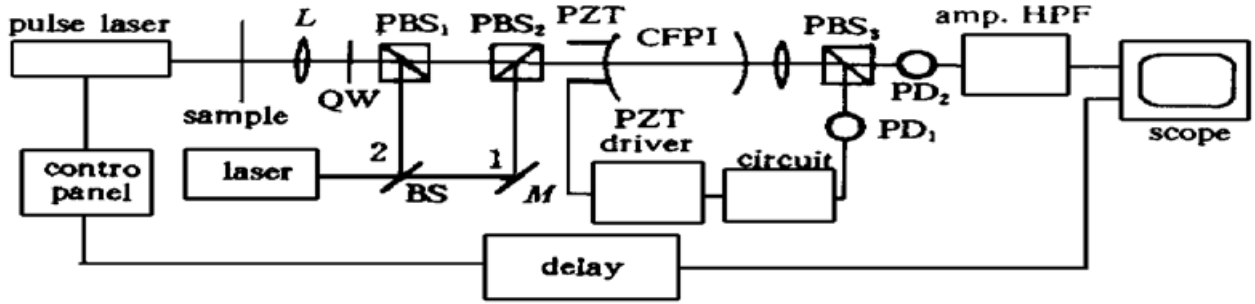 pulse laser
L
PBS₁
PBS₂
PZT
CFPI
PBS₃
amp. HPF
QW
sample
PD₂
PD₁
scope
PZT
driver
circuit
2
1
laser
BS
M
contro
panel
delay